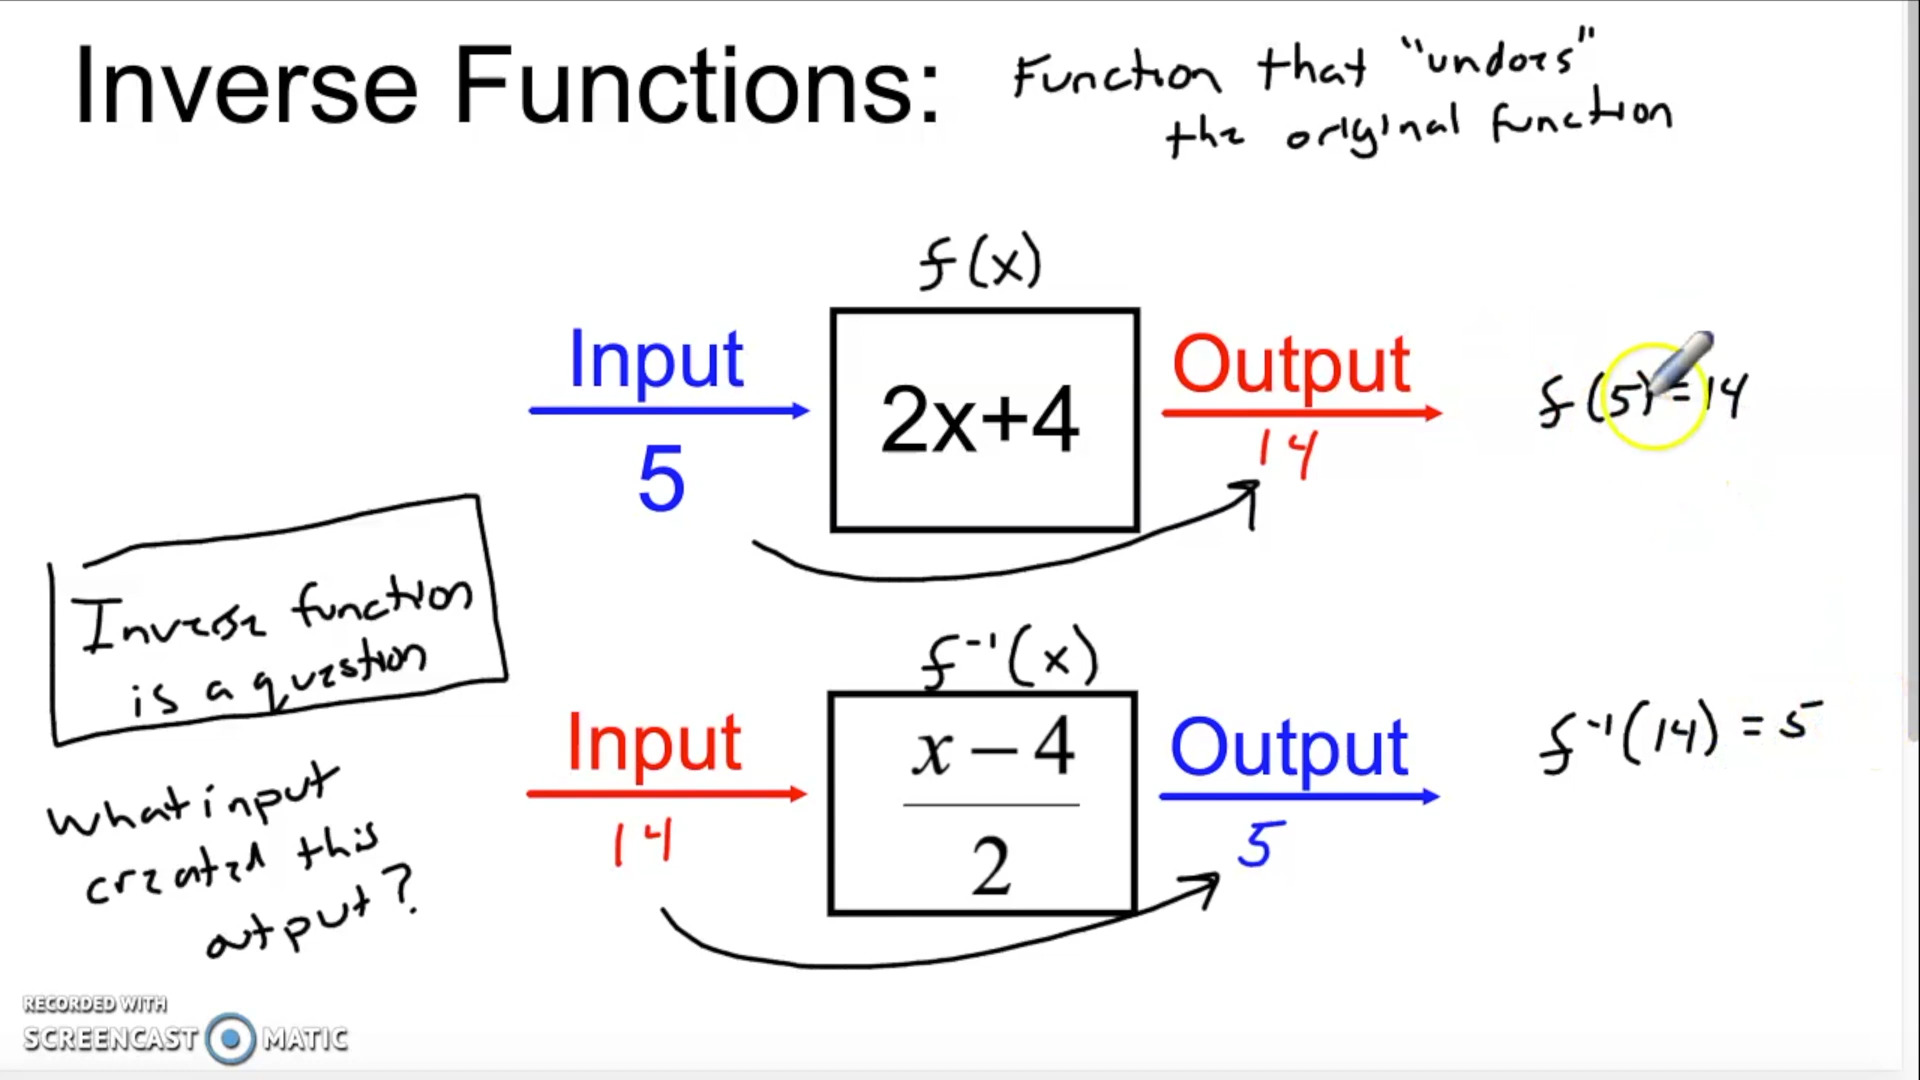 Inverse Functions:
Function that "undoes"
the original function
f(x)
Input
2x+4
Output
5
14
f(5)=14
Inverse function
is a question
What input
created this
output?
f⁻¹(x)
Input
x – 4
2
Output
14
5
f⁻¹(14) = 5
RECORDED WITH
SCREENCAST MATIC